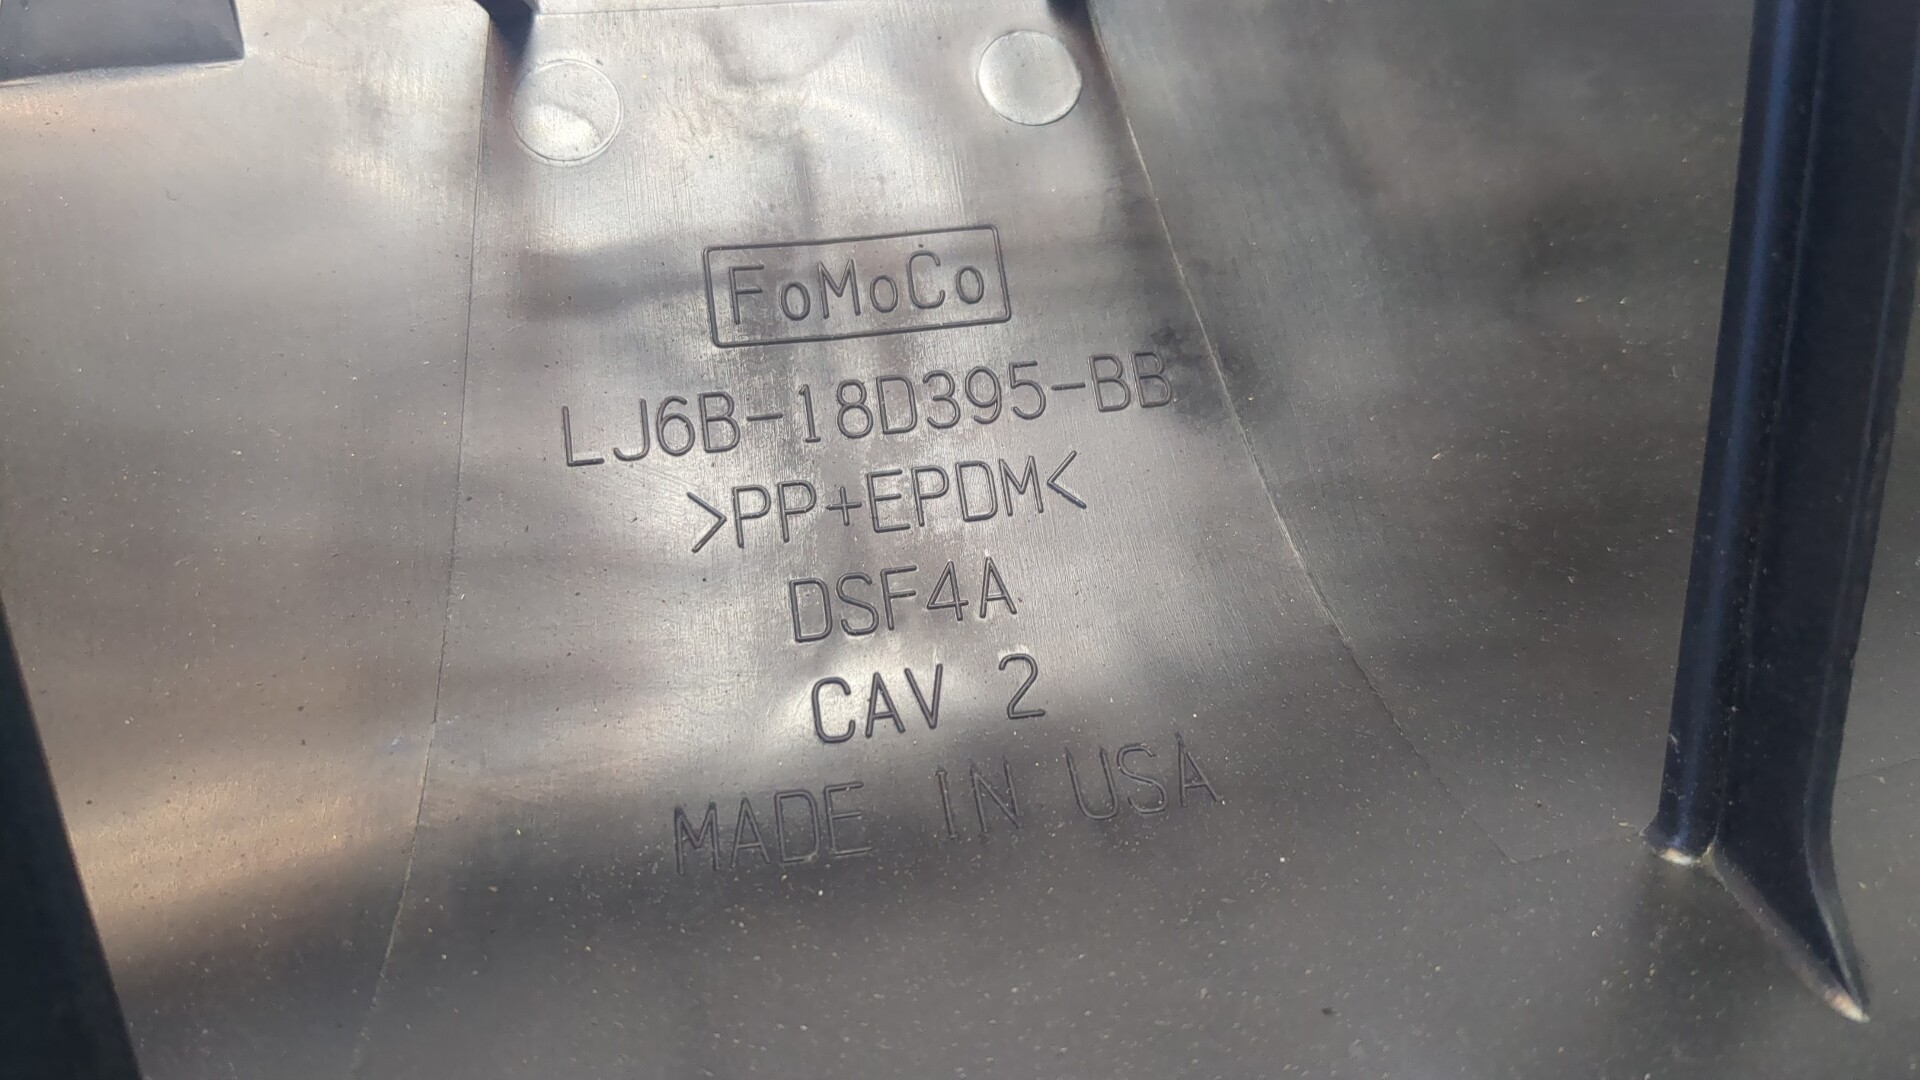 FoMoCo
LJ6B-18D395-BB
>PP+EPDM<
DSF4A
CAV 2
MADE IN USA